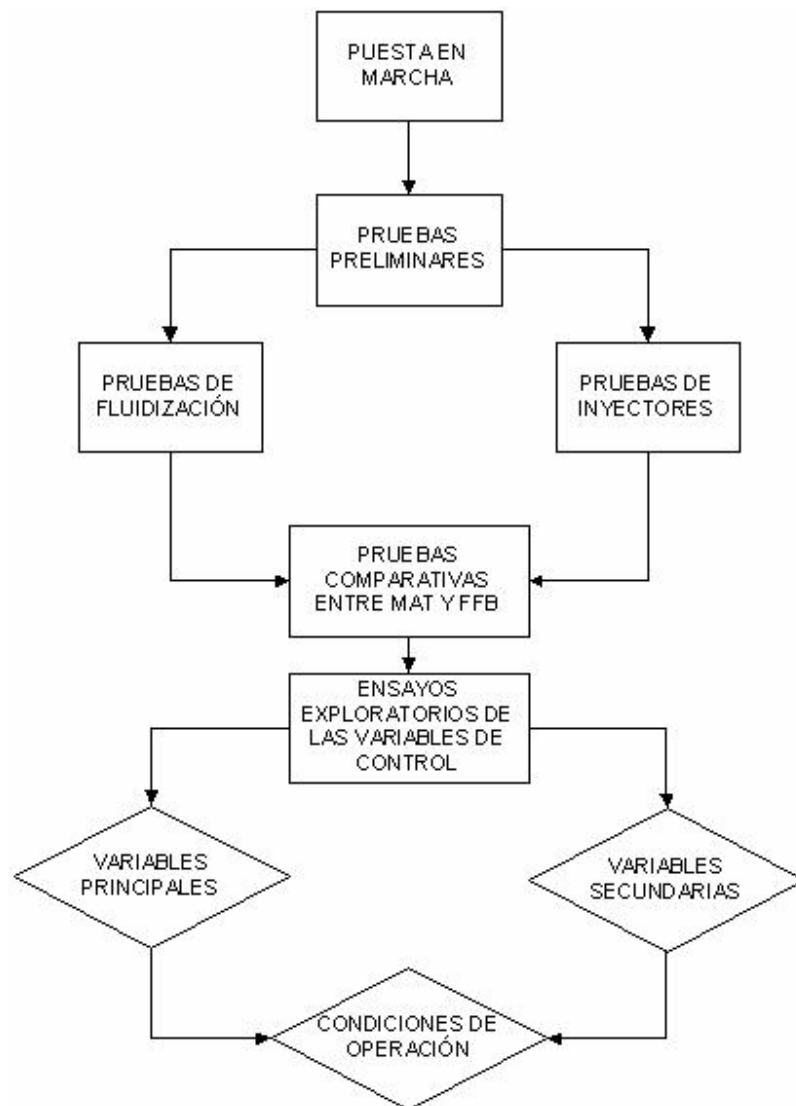 PUESTA EN
MARCHA
PRUEBAS
PRELIMINARES
PRUEBAS DE
FLUIDIZACIÓN
PRUEBAS DE
INYECTORES
PRUEBAS
COMPARATIVAS
ENTRE MAT Y FFB
ENSAYOS
EXPLORATORIOS DE
LAS VARIABLES DE
CONTROL
VARIABLES
PRINCIPALES
VARIABLES
SECUNDARIAS
CONDICIONES DE
OPERACIÓN